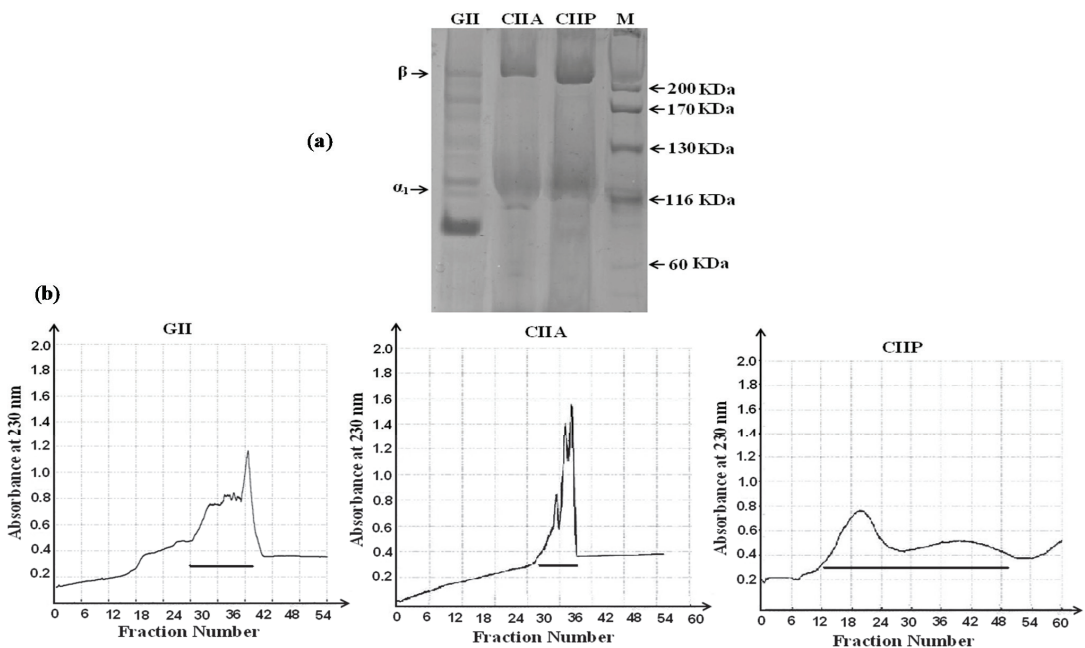 GII CIIA CIIP M
β
200 KDa
170 KDa
(a)
130 KDa
α1
116 KDa
60 KDa
(b)
GII
2.0
1.8
1.6
1.4
1.2
1.0
0.8
0.6
0.4
0.2
Absorbance at 230 nm
0 6 12 18 24 30 36 42 48 54
Fraction Number
CIIA
2.0
1.8
1.6
1.4
1.2
1.0
0.8
0.6
0.4
0.2
Absorbance at 230 nm
0 6 12 18 24 30 36 42 48 54 60
Fraction Number
CIIP
2.0
1.8
1.6
1.4
1.2
1.0
0.8
0.6
0.4
0.2
Absorbance at 230 nm
0 6 12 18 24 30 36 42 48 54 60
Fraction Number